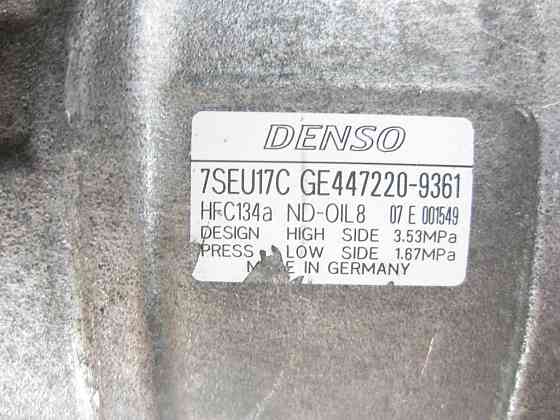 DENSO
7SEU17C GE447220-9361
HFC134a ND-OIL8 07 E 001549
DESIGN HIGH SIDE 3.53MPa
PRESS LOW SIDE 1.67MPa
IN GERMANY